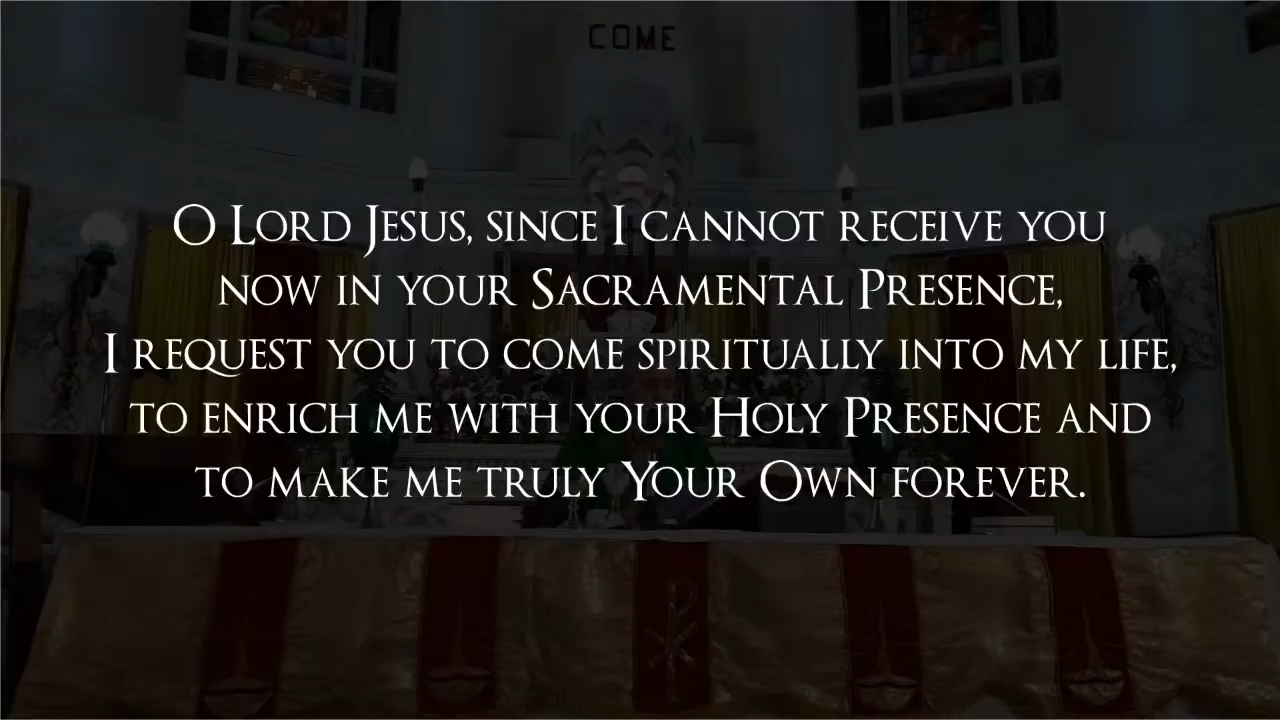 COME
O Lord Jesus, since I cannot receive you
now in your Sacramental Presence,
I request you to come spiritually into my life,
to enrich me with your Holy Presence and
to make me truly Your Own forever.